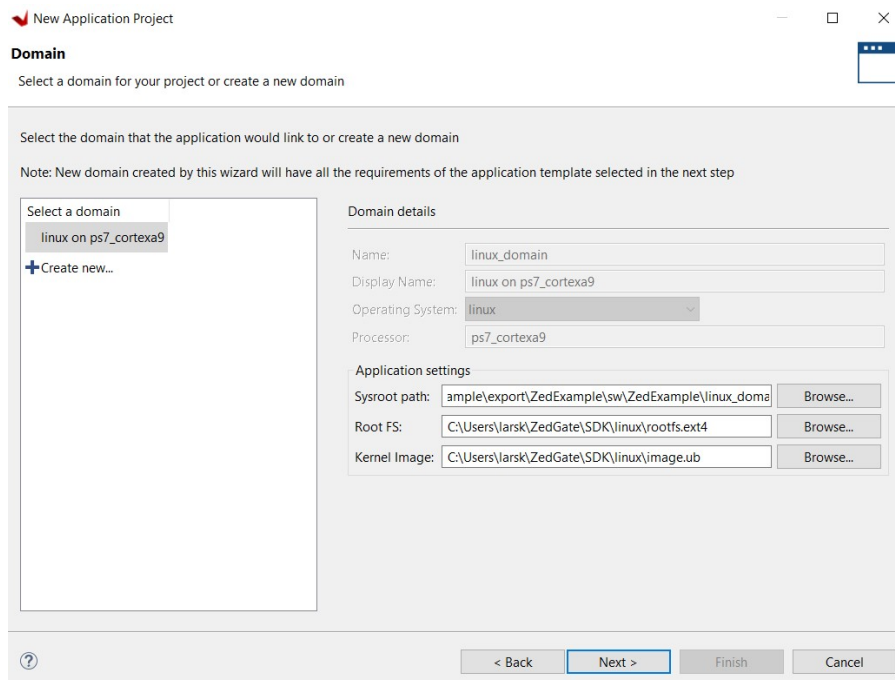 New Application Project
Domain
Select a domain for your project or create a new domain
Select the domain that the application would link to or create a new domain
Note: New domain created by this wizard will have all the requirements of the application template selected in the next step
Select a domain
linux on ps7_cortexa9
Create new...
Domain details
Name: linux_domain
Display Name: linux on ps7_cortexa9
Operating System: linux
Processor: ps7_cortexa9
Application settings
Sysroot path: ample\export\ZedExample\sw\ZedExample\linux_doma Browse...
Root FS: C:\Users\larsk\ZedGate\SDK\linux\rootfs.ext4 Browse...
Kernel Image: C:\Users\larsk\ZedGate\SDK\linux\image.ub Browse...
? < Back Next > Finish Cancel